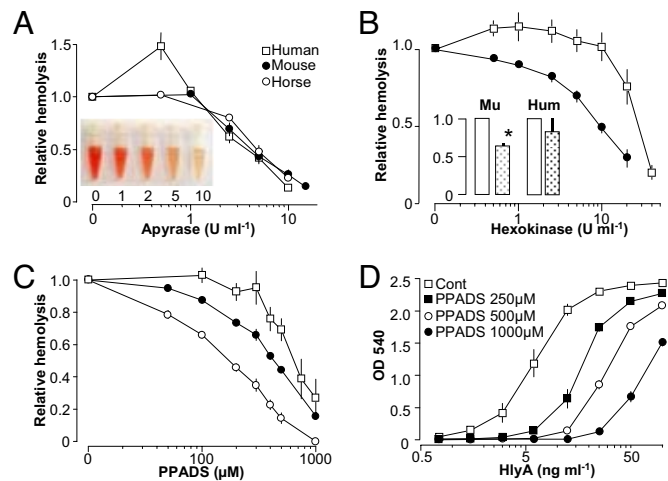 A
Relative hemolysis
1.5
1.0
0.5
0
Human
Mouse
Horse
0 1 2 5 10
0 1 10
Apyrase (U ml-1)
B
Relative hemolysis
1.0
0.5
0
Mu Hum
1.0
0.5
0
*
0 1 10
Hexokinase (U ml-1)
C
Relative hemolysis
1.0
0.8
0.6
0.4
0.2
0
0 100 1000
PPADS (µM)
D
OD 540
2.5
2.0
1.5
1.0
0.5
0
Cont
PPADS 250µM
PPADS 500µM
PPADS 1000µM
0.5 5 50
HlyA (ng ml-1)